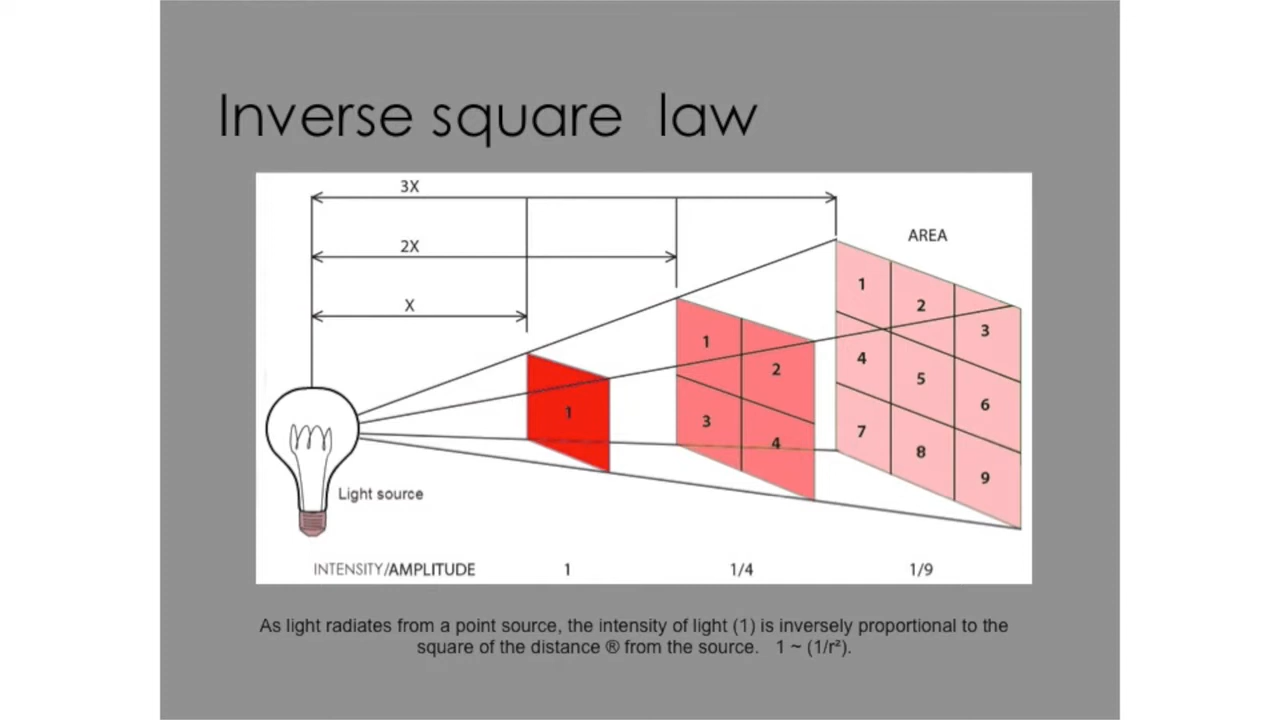 Inverse square law
3X
AREA
2X
X
1
1
2
3
4
1
2
3
4
5
6
7
8
9
Light source
INTENSITY/AMPLITUDE 1 1/4 1/9
As light radiates from a point source, the intensity of light (1) is inversely proportional to the
square of the distance ® from the source. 1 ~ (1/r²).